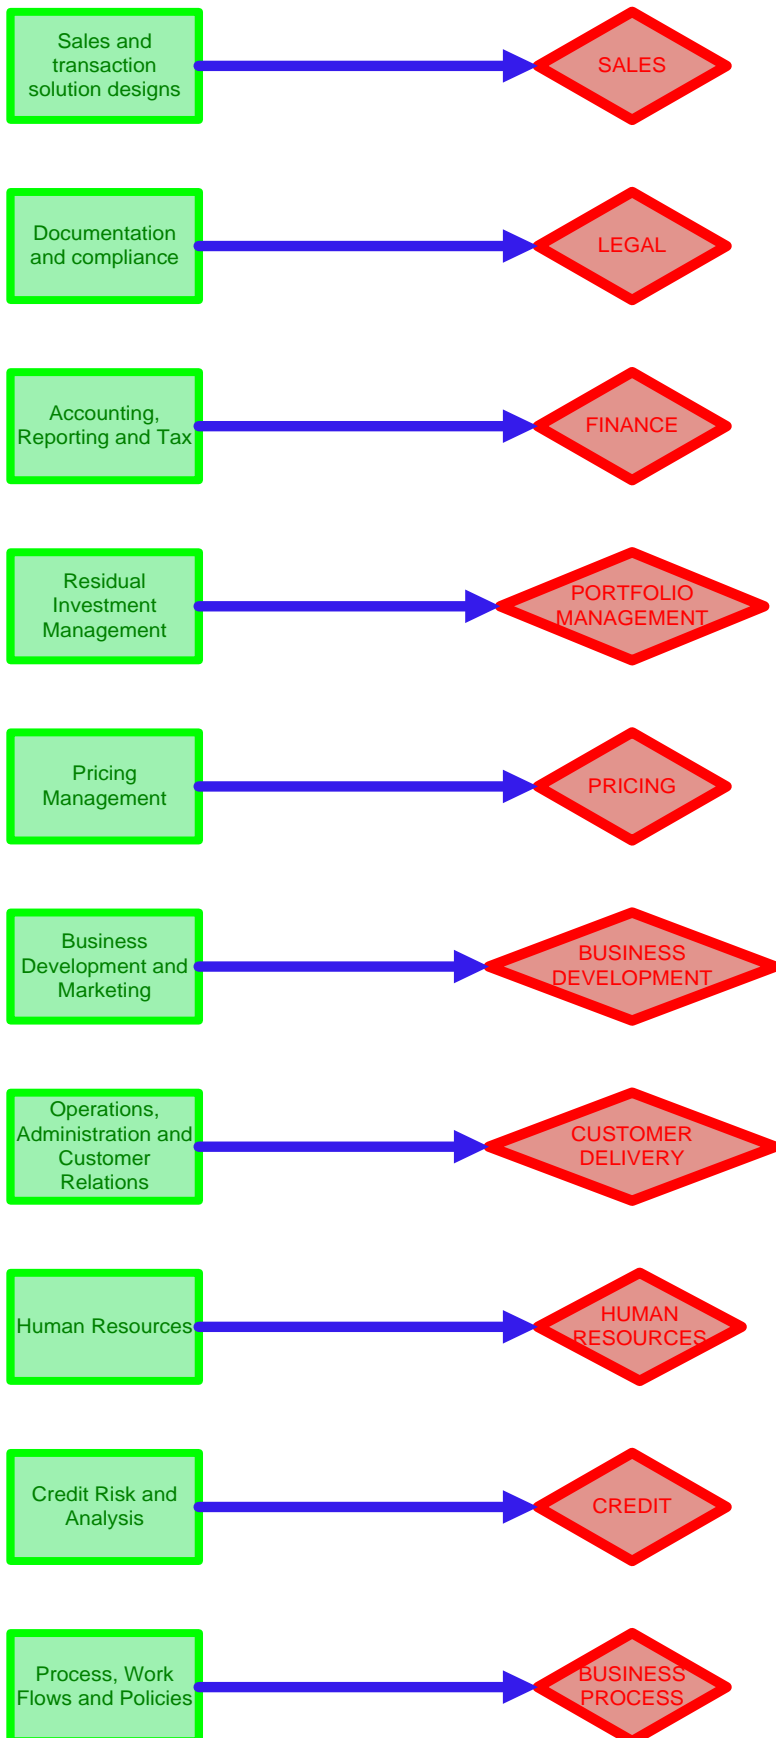 Sales and
transaction
solution designs
SALES
Documentation
and compliance
LEGAL
Accounting,
Reporting and Tax
FINANCE
Residual
Investment
Management
PORTFOLIO
MANAGEMENT
Pricing
Management
PRICING
Business
Development and
Marketing
BUSINESS
DEVELOPMENT
Operations,
Administration and
Customer
Relations
CUSTOMER
DELIVERY
Human Resources
HUMAN
RESOURCES
Credit Risk and
Analysis
CREDIT
Process, Work
Flows and Policies
BUSINESS
PROCESS